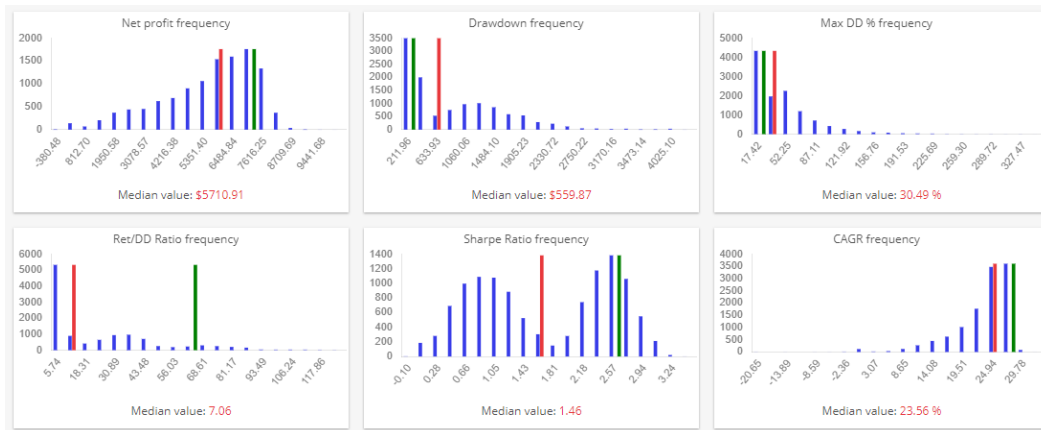 Net profit frequency
2000
1500
1000
500
0
-380.48 812.70 1950.58 3078.57 4216.38 5351.40 6484.84 7616.25 8709.69 9441.68
Median value: $5710.91
Drawdown frequency
3500
3000
2500
2000
1500
1000
500
0
211.96 633.93 1060.06 1484.10 1905.23 2330.72 2750.22 3170.16 3473.14 4025.10
Median value: $559.87
Max DD % frequency
5000
4000
3000
2000
1000
0
17.42 52.25 87.11 121.92 156.76 191.53 225.69 259.30 289.72 327.47
Median value: 30.49 %
Ret/DD Ratio frequency
6000
5000
4000
3000
2000
1000
0
5.74 18.31 30.89 43.48 56.03 68.61 81.17 93.49 106.24 117.86
Median value: 7.06
Sharpe Ratio frequency
1400
1200
1000
800
600
400
200
0
-0.10 0.28 0.66 1.05 1.43 1.81 2.18 2.57 2.94 3.24
Median value: 1.46
CAGR frequency
4000
3500
3000
2500
2000
1500
1000
500
0
-20.65 -13.89 -8.59 -2.36 3.07 8.65 14.08 19.51 24.94 29.78
Median value: 23.56 %